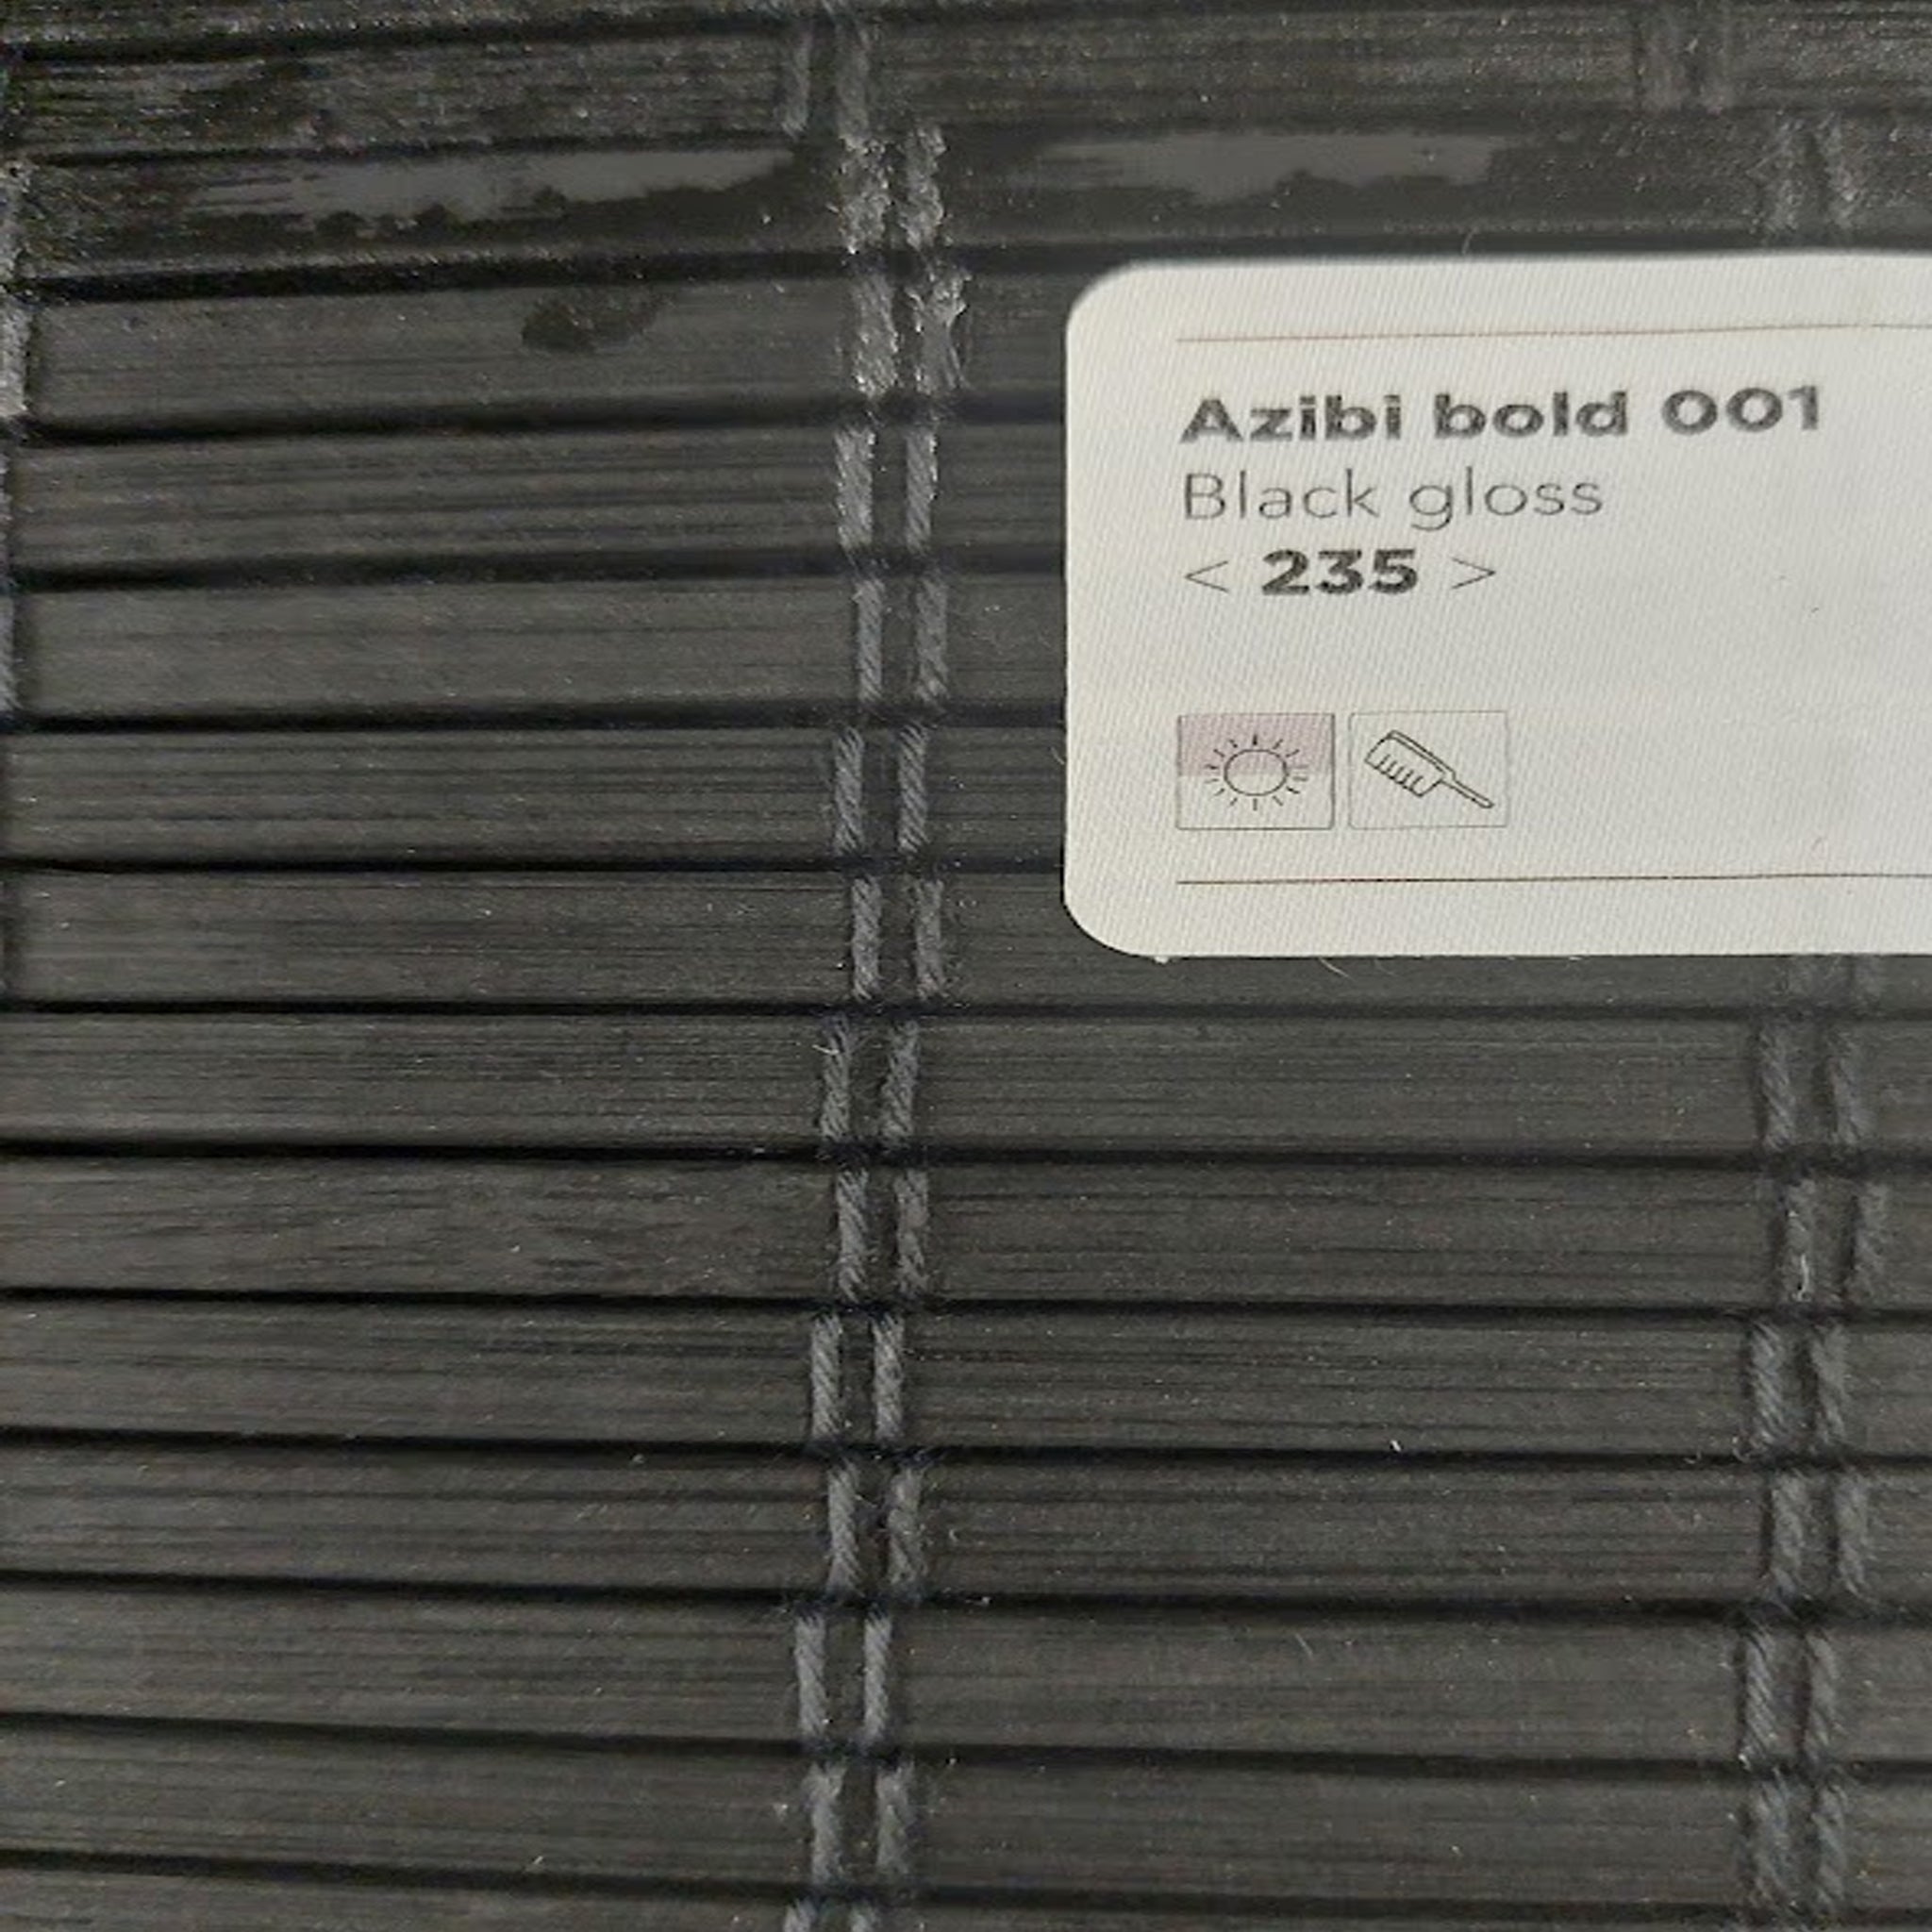 Azibi bold 001
Black gloss
< 235 >